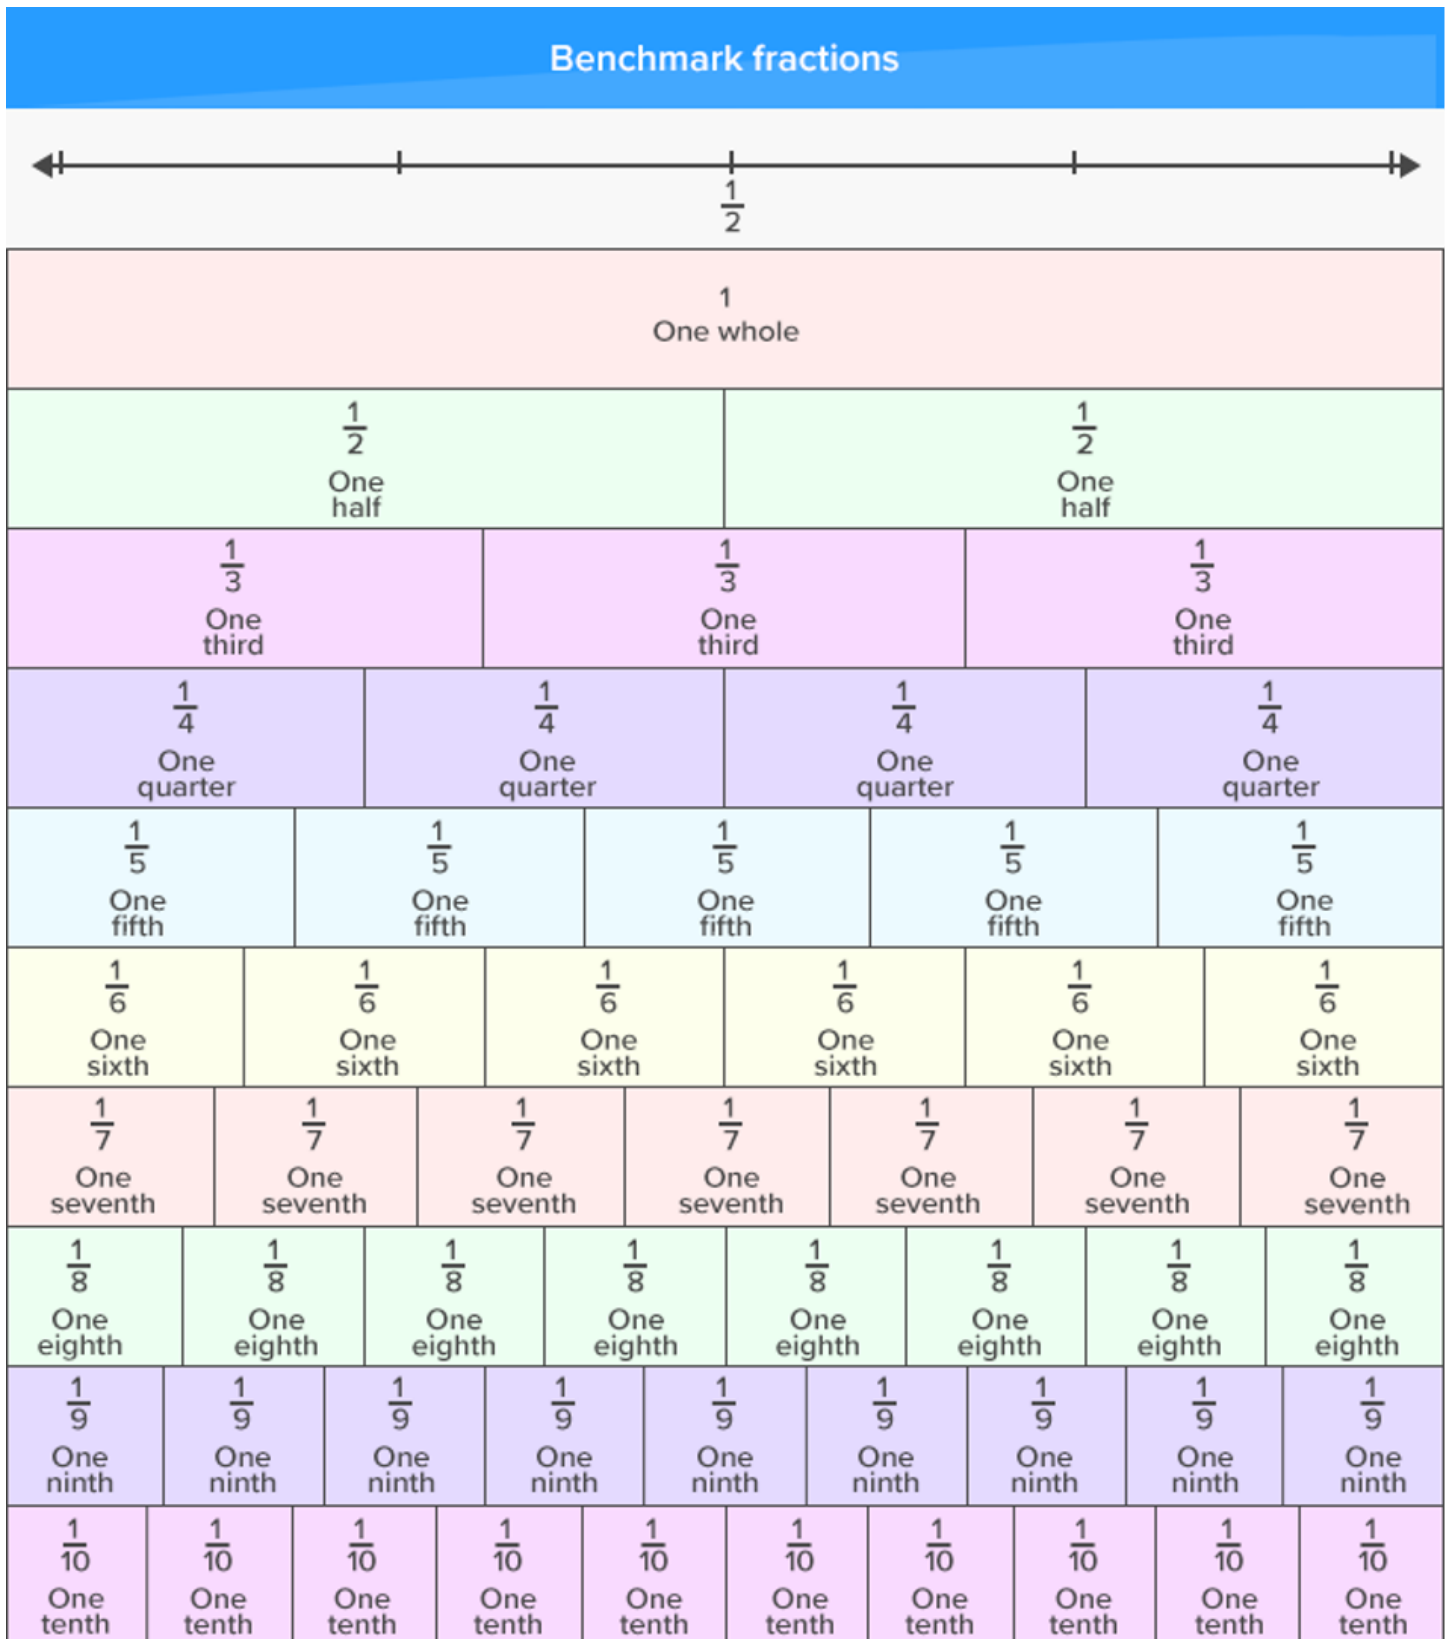 Benchmark fractions
1/2
1
One whole
1/2 1/2
One One
half half
1/3 1/3 1/3
One One One
third third third
1/4 1/4 1/4 1/4
One One One One
quarter quarter quarter quarter
1/5 1/5 1/5 1/5 1/5
One One One One One
fifth fifth fifth fifth fifth
1/6 1/6 1/6 1/6 1/6 1/6
One One One One One One
sixth sixth sixth sixth sixth sixth
1/7 1/7 1/7 1/7 1/7 1/7 1/7
One One One One One One One
seventh seventh seventh seventh seventh seventh seventh
1/8 1/8 1/8 1/8 1/8 1/8 1/8 1/8
One One One One One One One One
eighth eighth eighth eighth eighth eighth eighth eighth
1/9 1/9 1/9 1/9 1/9 1/9 1/9 1/9 1/9
One One One One One One One One One
ninth ninth ninth ninth ninth ninth ninth ninth ninth
1/10 1/10 1/10 1/10 1/10 1/10 1/10 1/10 1/10 1/10
One One One One One One One One One One
tenth tenth tenth tenth tenth tenth tenth tenth tenth tenth